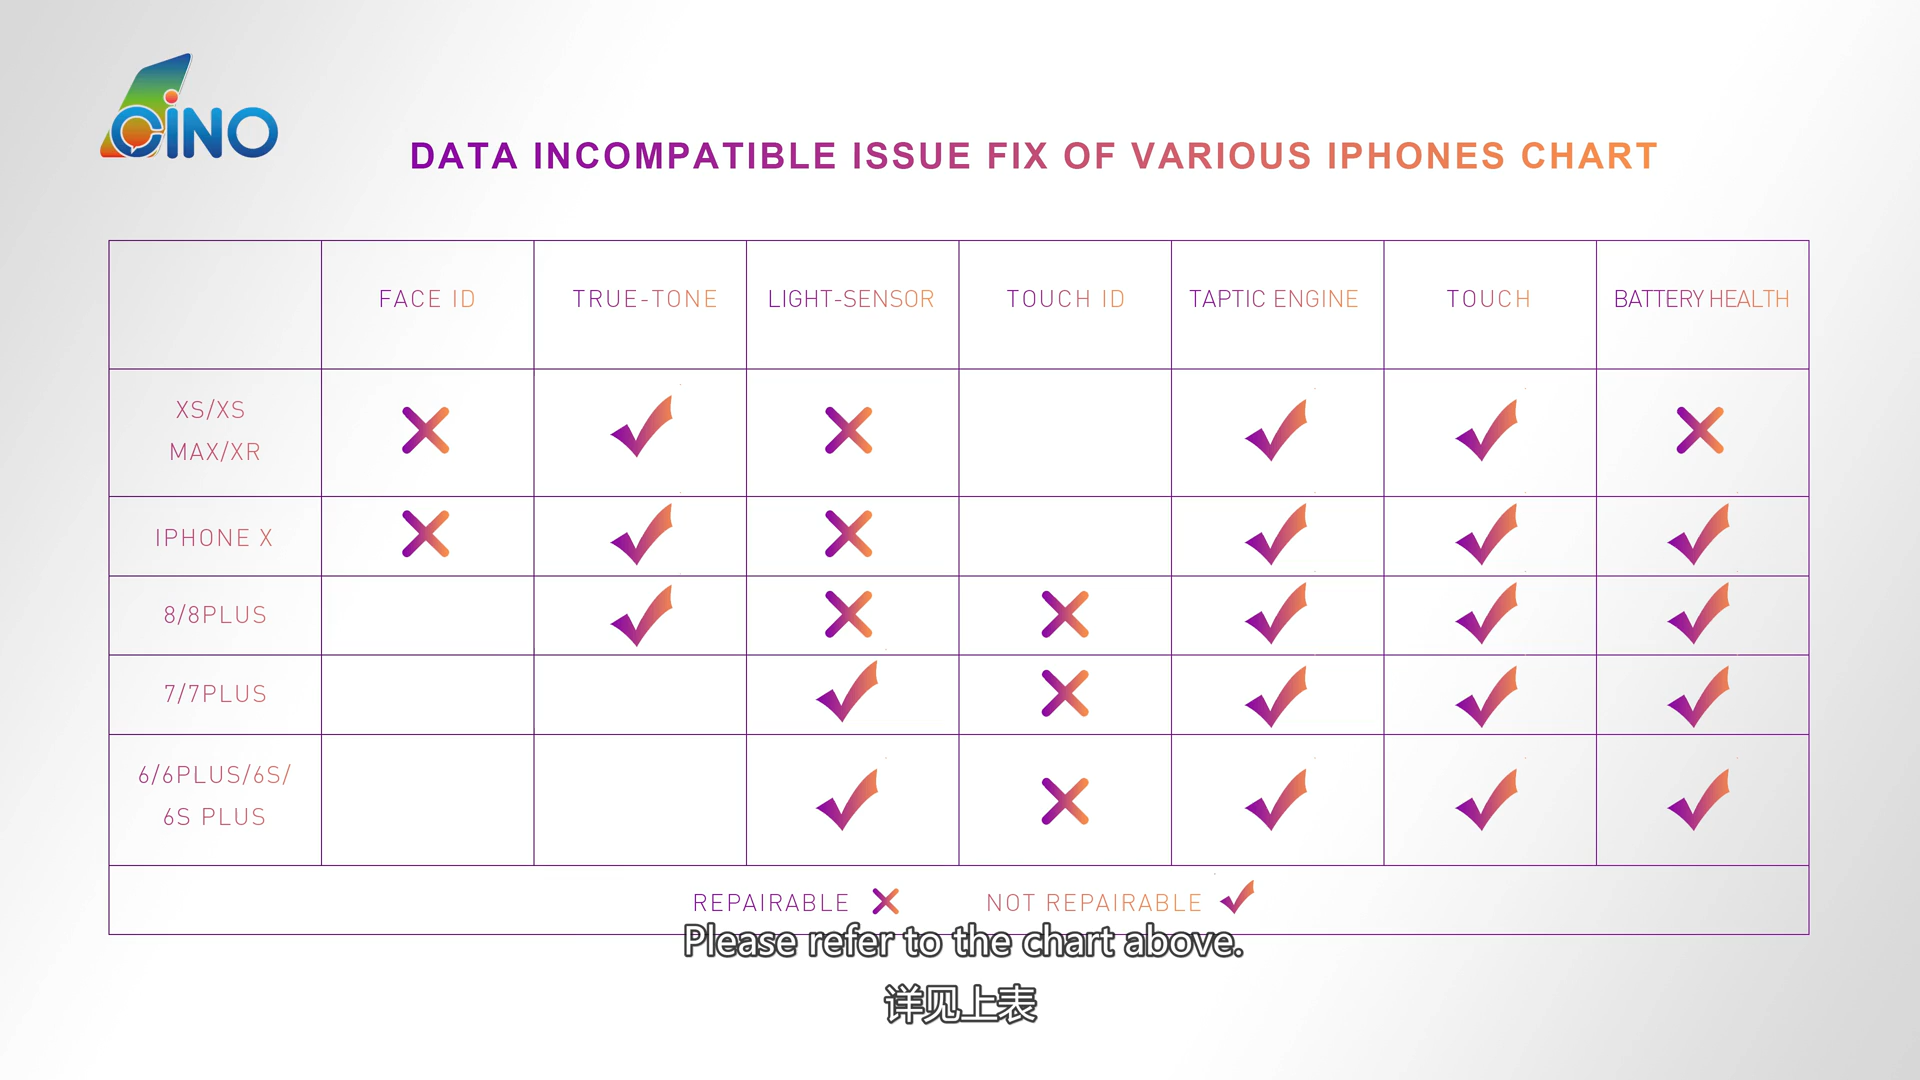 CINO
DATA INCOMPATIBLE ISSUE FIX OF VARIOUS IPHONES CHART
FACE ID TRUE-TONE LIGHT-SENSOR TOUCH ID TAPTIC ENGINE TOUCH BATTERY HEALTH
XS/XS
MAX/XR
IPHONE X
8/8PLUS
7/7PLUS
6/6PLUS/6S/
6S PLUS
REPAIRABLE NOT REPAIRABLE
Please refer to the chart above.
详见上表